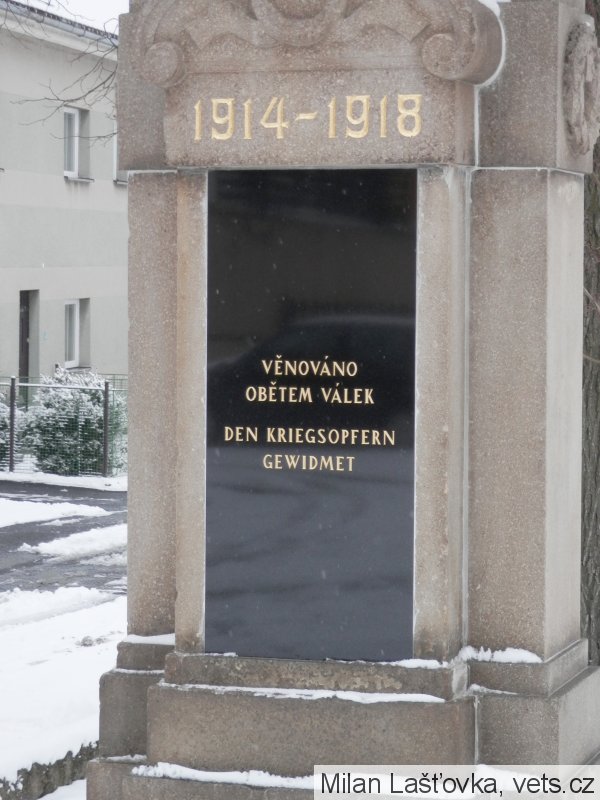 1914-1918
VĚNOVÁNO
OBĚTEM VÁLEK
DEN KRIEGSOPFERN
GEWIDMET
Milan Lašťovka, vets.cz